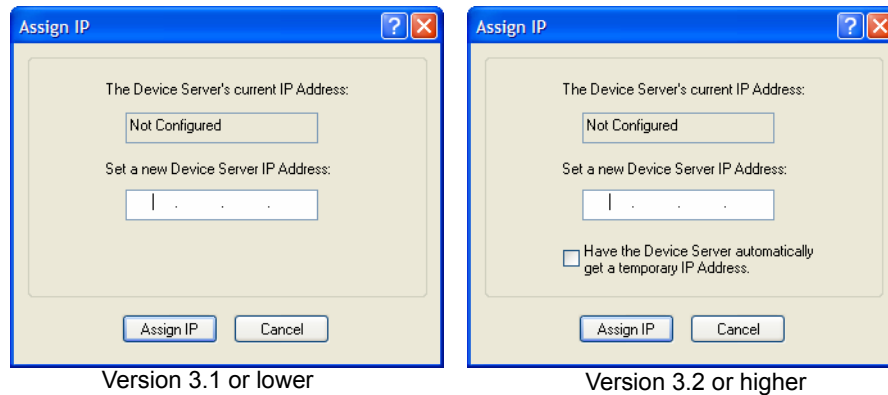 Assign IP
The Device Server's current IP Address:
Not Configured
Set a new Device Server IP Address:
. . .
Assign IP
Cancel
Version 3.1 or lower
Assign IP
The Device Server's current IP Address:
Not Configured
Set a new Device Server IP Address:
. . .
Have the Device Server automatically
get a temporary IP Address.
Assign IP
Cancel
Version 3.2 or higher